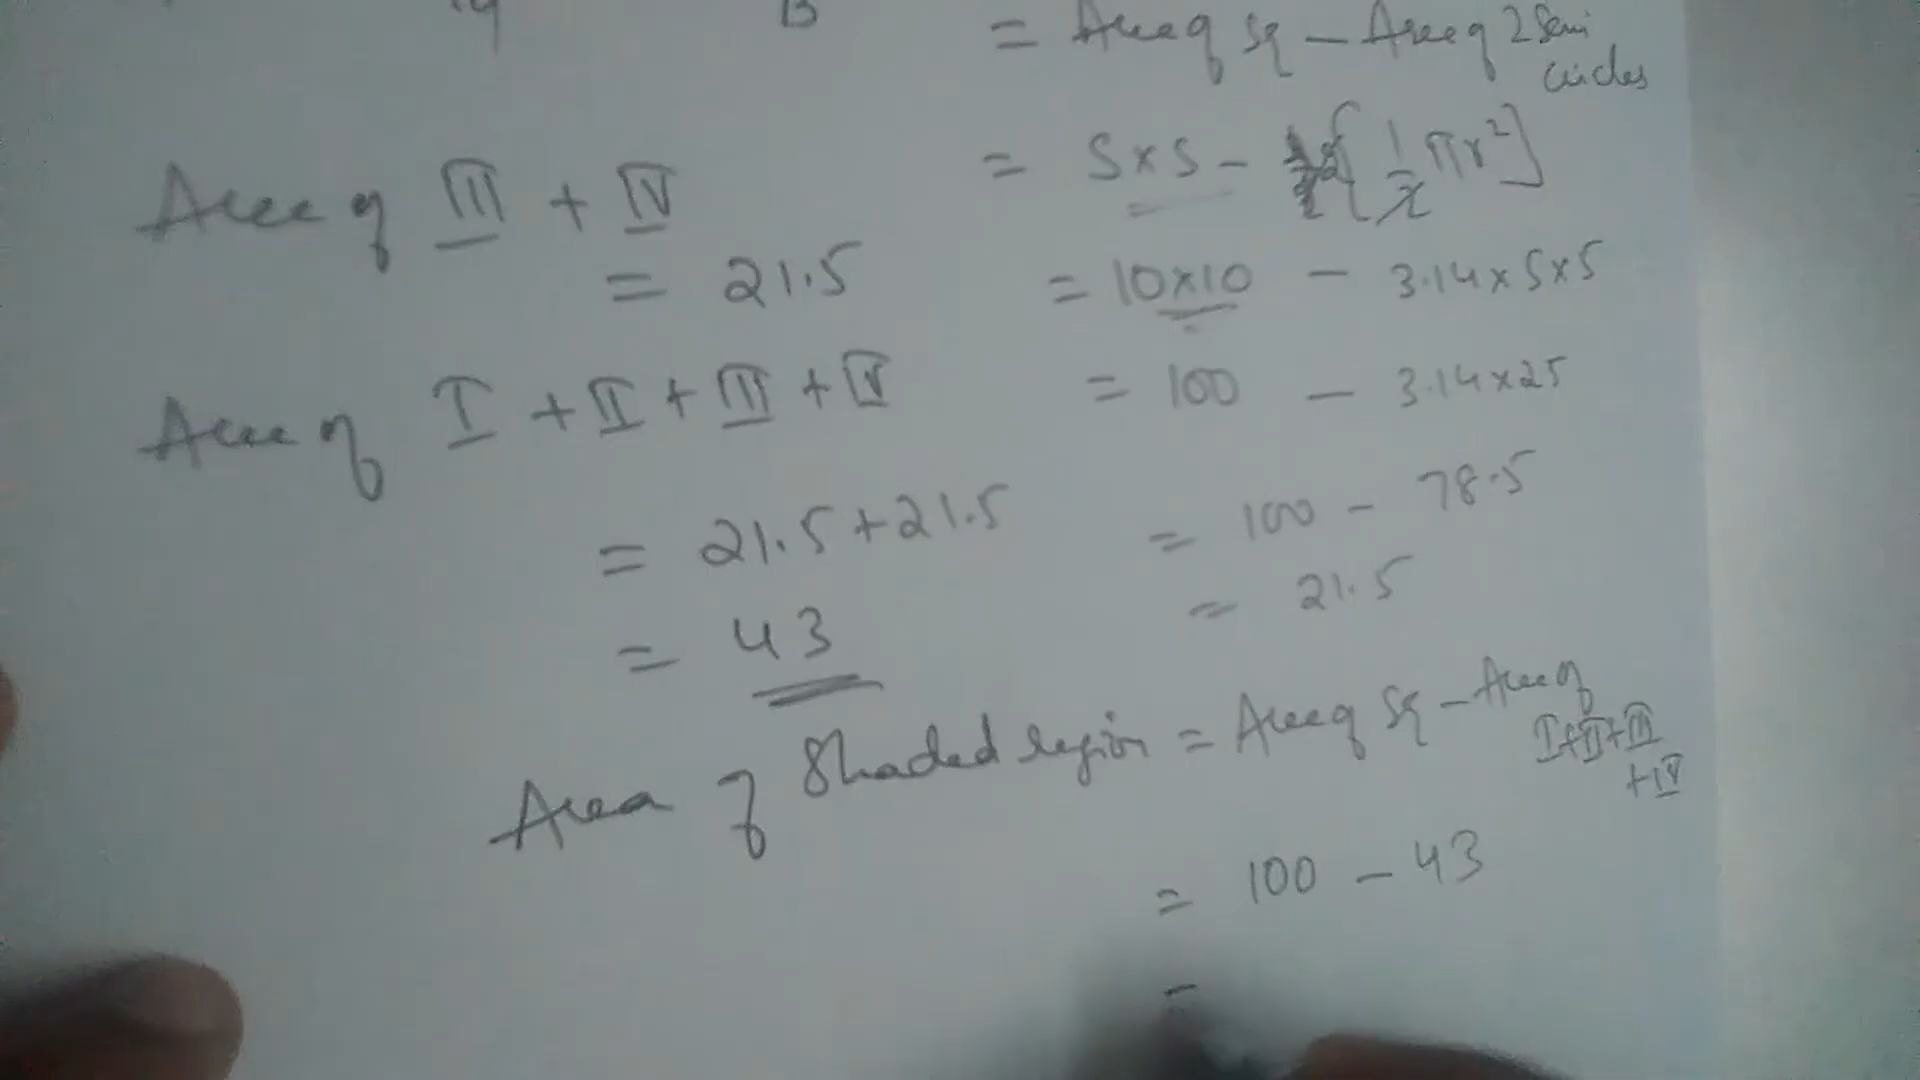 B
= Area of Sq - Area of 2 Semi
circles
= S×S - [1/2 πr²]
= 10×10 - 3.14×5×5
= 100 - 3.14×25
= 100 - 78.5
= 21.5
Area of III + IV
= 21.5
Area of I + II + III + IV
= 21.5+21.5
= 43
Area of Shaded region = Area of Sq - Area of
I+II+III
+IV
= 100 - 43
=